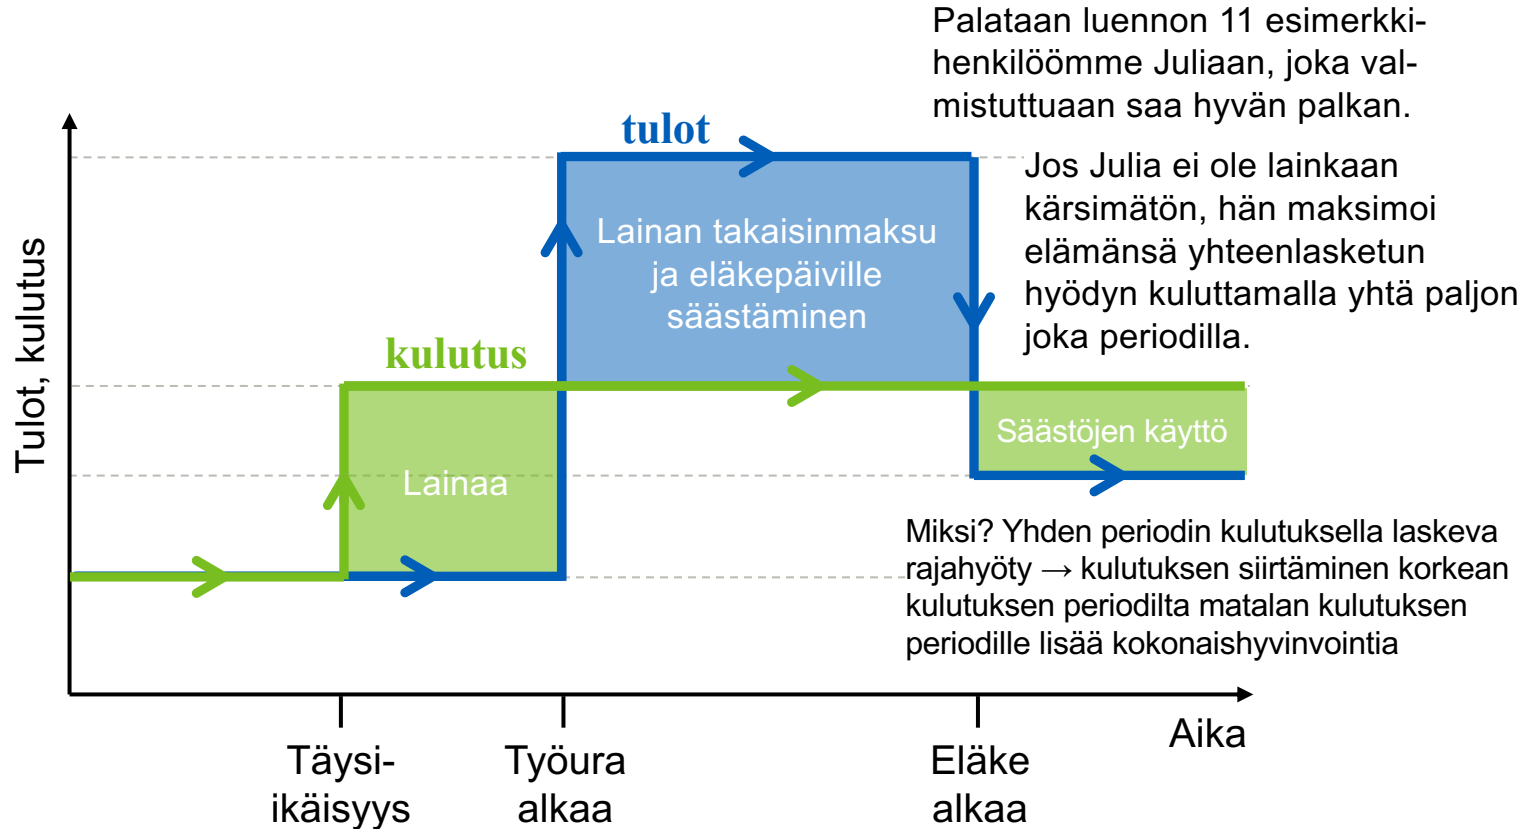 Palataan luennon 11 esimerkki-
henkilöömme Juliaan, joka val-
mistuttuaan saa hyvän palkan.
tulot
Jos Julia ei ole lainkaan
kärsimätön, hän maksimoi
elämänsä yhteenlasketun
hyödyn kuluttamalla yhtä paljon
joka periodilla.
Lainan takaisinmaksu
ja eläkepäiville
säästäminen
Tulot, kulutus
kulutus
Säästöjen käyttö
Lainaa
Miksi? Yhden periodin kulutuksella laskeva
rajahyöty → kulutuksen siirtäminen korkean
kulutuksen periodilta matalan kulutuksen
periodille lisää kokonaishyvinvointia
Aika
Täysi-
ikäisyys
Työura
alkaa
Eläke
alkaa